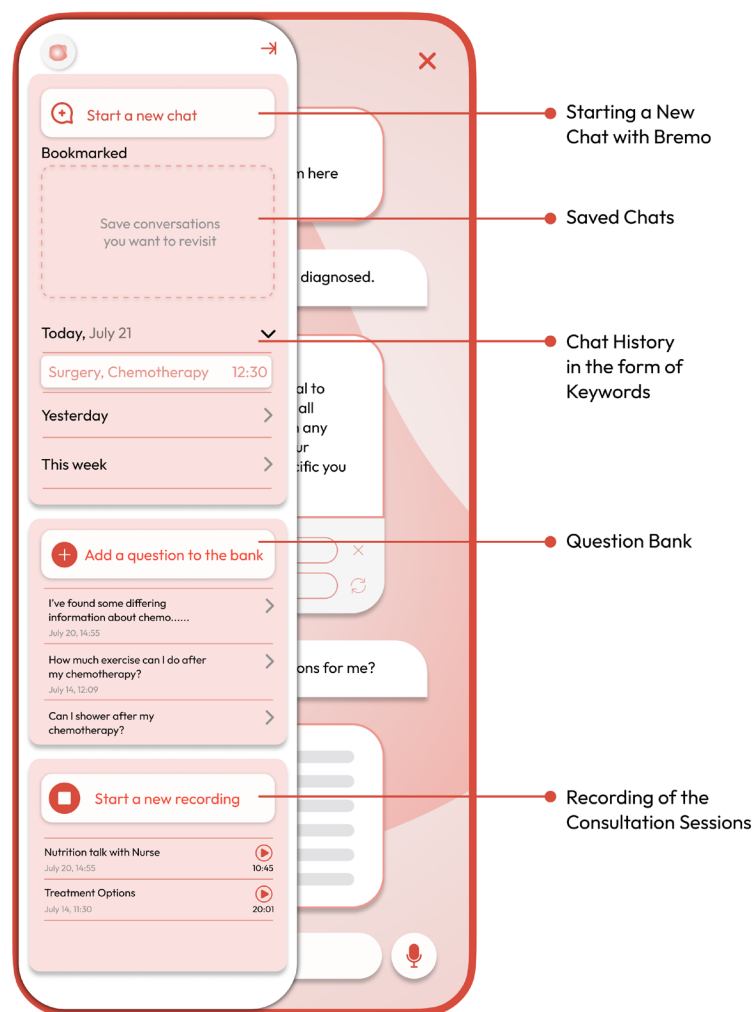 Start a new chat
Bookmarked
Save conversations
you want to revisit
Today, July 21
Surgery, Chemotherapy 12:30
Yesterday
This week
Add a question to the bank
I've found some differing
information about chemo......
July 20, 14:55
How much exercise can I do after
my chemotherapy?
July 14, 12:09
Can I shower after my
chemotherapy?
Start a new recording
Nutrition talk with Nurse
July 20, 14:55
10:45
Treatment Options
July 14, 11:30
20:01
here
diagnosed.
al to
all
any
ur
cific you
ons for me?
Starting a New
Chat with Bremo
Saved Chats
Chat History
in the form of
Keywords
Question Bank
Recording of the
Consultation Sessions